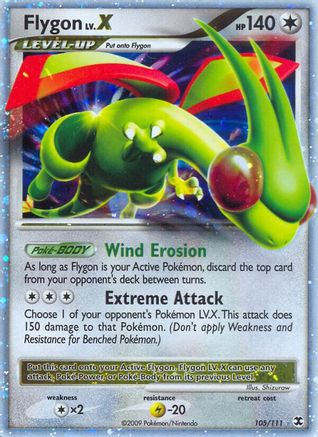 Flygon LV.X HP 140
LEVEL-UP Put onto Flygon
Poké-BODY Wind Erosion
As long as Flygon is your Active Pokémon, discard the top card
from your opponent's deck between turns.
Extreme Attack
Choose 1 of your opponent's Pokémon LV.X. This attack does
150 damage to that Pokémon. (Don't apply Weakness and
Resistance for Benched Pokémon.)
Put this card onto your Active Flygon. Flygon LV.X can use any
attack, Poké-Power, or Poké-Body from its previous Level.
Illus. Shizurow
weakness resistance retreat cost
×2 -20
©2009 Pokémon/Nintendo 105/111